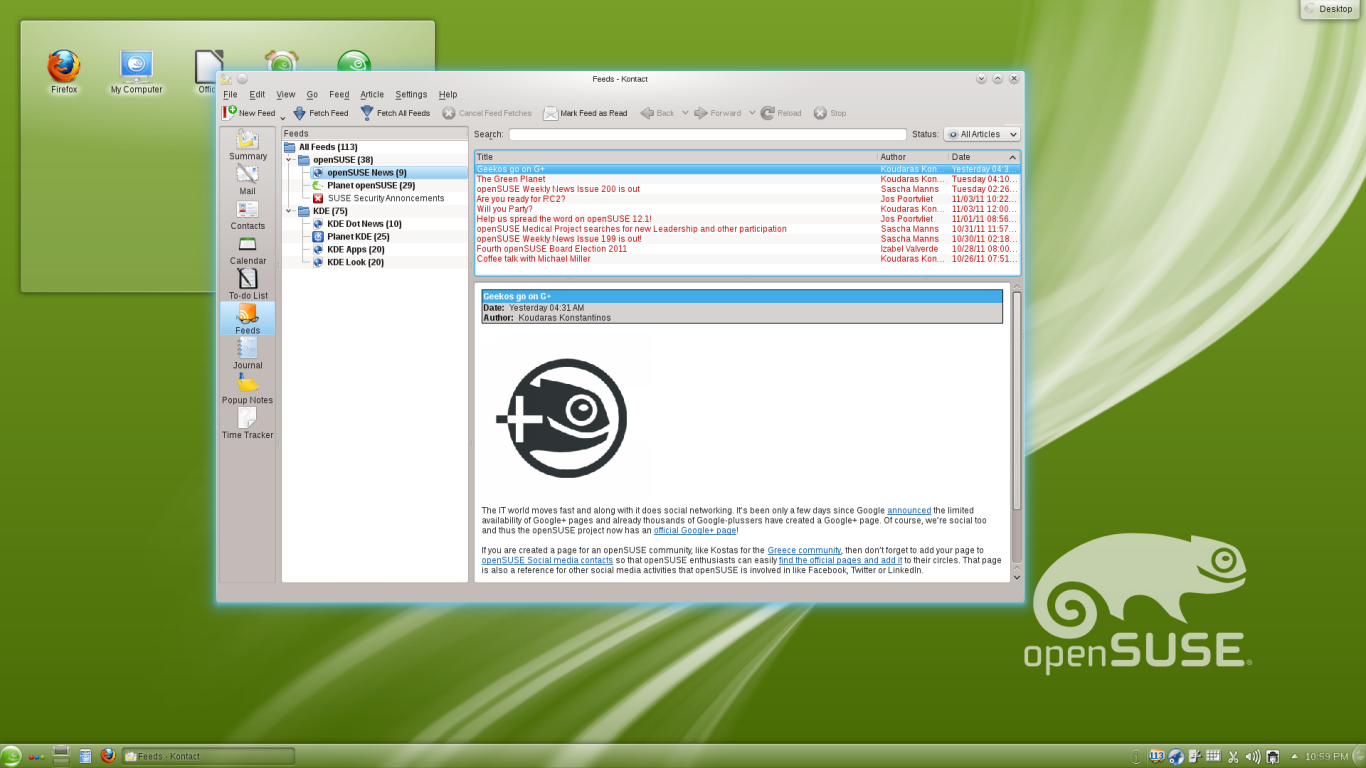 Desktop
Firefox
My Computer
Feeds - Kontact
File Edit View Go Feed Article Settings Help
New Feed Fetch Feed Fetch All Feeds Cancel Feed Fetches Mark Feed as Read Back Forward Reload Stop
Summary
Mail
Contacts
Calendar
To-do List
Feeds
Journal
Popup Notes
Time Tracker
Feeds
All Feeds (113)
openSUSE (38)
openSUSE News (9)
Planet openSUSE (29)
SUSE Security Annoncements
KDE (75)
KDE Dot News (10)
Planet KDE (25)
KDE Apps (20)
KDE Look (20)
Search: Status: All Articles
Title Author Date
Geekos go on G+ Koudaras Kon... Yesterday 04:3...
The Green Planet Koudaras Kon... Tuesday 04:10...
openSUSE Weekly News Issue 200 is out Sascha Manns Tuesday 02:26...
Are you ready for RC2? Jos Poortvliet 11/03/11 10:22...
Will you Party? Koudaras Kon... 11/03/11 12:00...
Help us spread the word on openSUSE 12.1! Jos Poortvliet 11/01/11 08:56...
openSUSE Medical Project searches for new Leadership and other participation Sascha Manns 10/31/11 11:57...
openSUSE Weekly News Issue 199 is out! Sascha Manns 10/30/11 02:18...
Fourth openSUSE Board Election 2011 Izabel Valverde 10/28/11 08:00...
Coffee talk with Michael Miller Koudaras Kon... 10/26/11 07:51...
Geekos go on G+
Date: Yesterday 04:31 AM
Author: Koudaras Konstantinos
The IT world moves fast and along with it does social networking. It's been only a few days since Google announced the limited
availability of Google+ pages and already thousands of Google-plussers have created a Google+ page. Of course, we're social too
and thus the openSUSE project now has an official Google+ page!
If you are created a page for an openSUSE community, like Kostas for the Greece community, then don't forget to add your page to
openSUSE Social media contacts so that openSUSE enthusiasts can easily find the official pages and add it to their circles. That page
is also a reference for other social media activities that openSUSE is involved in like Facebook, Twitter or LinkedIn.
openSUSE
Feeds - Kontact
113
10:59 PM